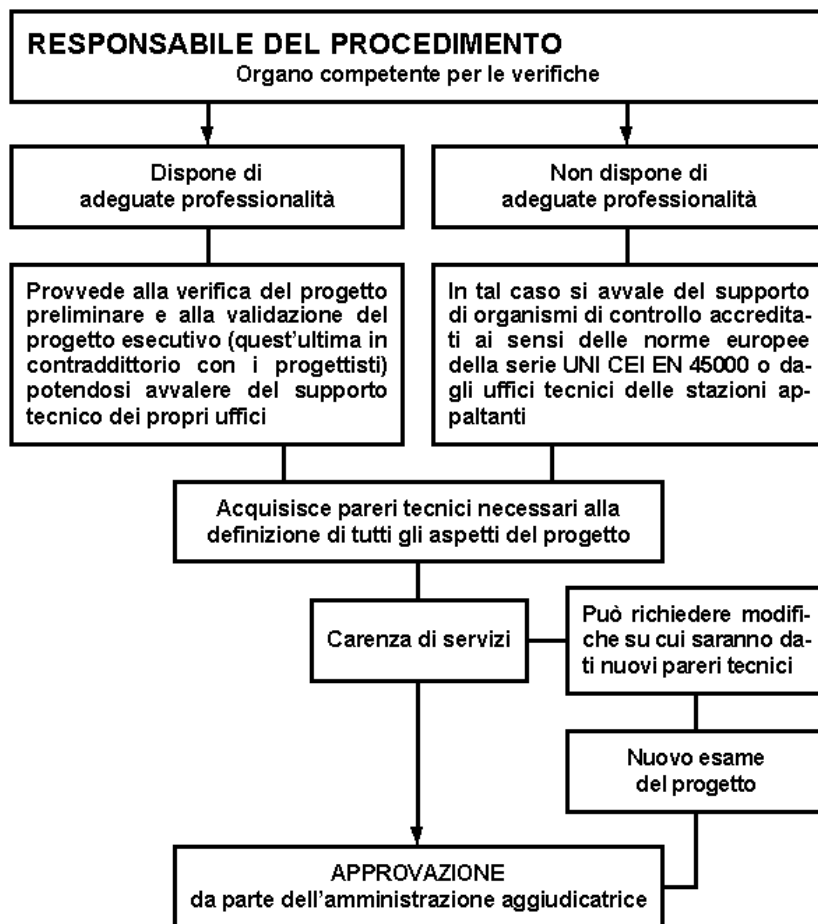 RESPONSABILE DEL PROCEDIMENTO
Organo competente per le verifiche
Dispone di
adeguate professionalità
Non dispone di
adeguate professionalità
Provvede alla verifica del progetto
preliminare e alla validazione del
progetto esecutivo (quest'ultima in
contraddittorio con i progettisti)
potendosi avvalere del supporto
tecnico dei propri uffici
In tal caso si avvale del supporto
di organismi di controllo accredita-
ti ai sensi delle norme europee
della serie UNI CEI EN 45000 o da-
gli uffici tecnici delle stazioni ap-
paltanti
Acquisisce pareri tecnici necessari alla
definizione di tutti gli aspetti del progetto
Carenza di servizi
Può richiedere modifi-
che su cui saranno da-
ti nuovi pareri tecnici
Nuovo esame
del progetto
APPROVAZIONE
da parte dell'amministrazione aggiudicatrice